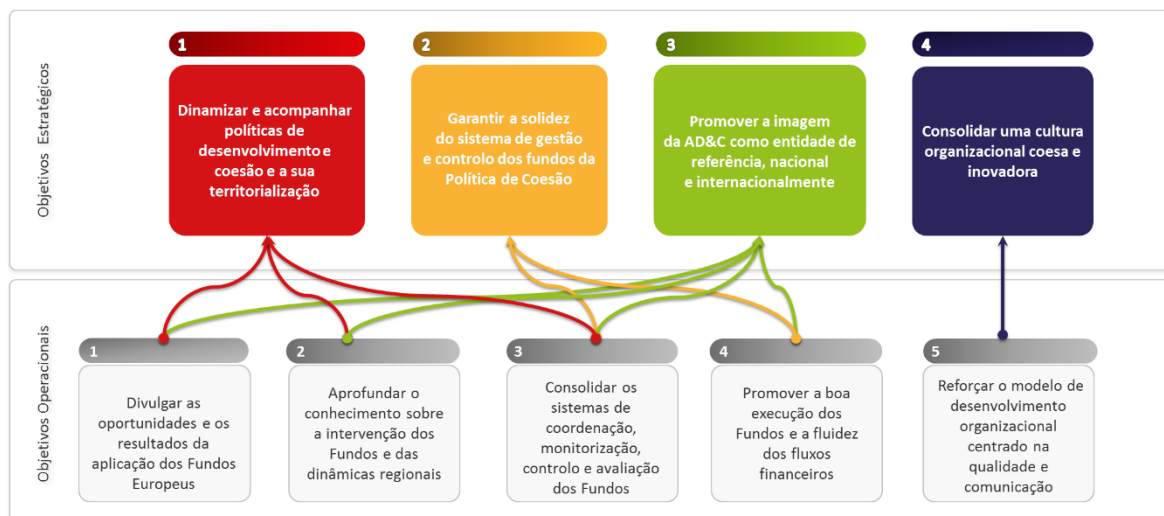 Objetivos Estratégicos
1
Dinamizar e acompanhar
políticas de
desenvolvimento e
coesão e a sua
territorialização
2
Garantir a solidez
do sistema de gestão
e controlo dos fundos da
Política de Coesão
3
Promover a imagem
da AD&C como entidade de
referência, nacional
e internacionalmente
4
Consolidar uma cultura
organizacional coesa e
inovadora
Objetivos Operacionais
1
Divulgar as
oportunidades e os
resultados da
aplicação dos Fundos
Europeus
2
Aprofundar o
conhecimento sobre
a intervenção dos
Fundos e das
dinâmicas regionais
3
Consolidar os
sistemas de
coordenação,
monitorização,
controlo e avaliação
dos Fundos
4
Promover a boa
execução dos
Fundos e a fluidez
dos fluxos
financeiros
5
Reforçar o modelo de
desenvolvimento
organizacional
centrado na
qualidade e
comunicação